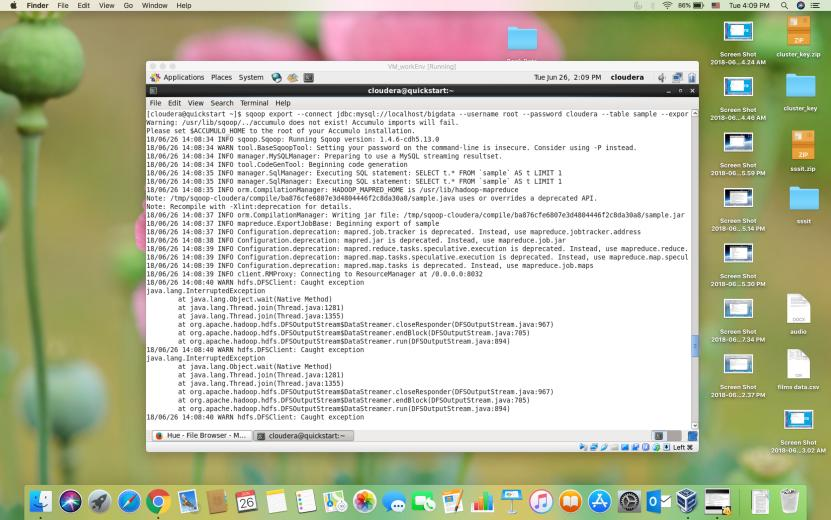 Finder File Edit View Go Window Help
86% Tue 4:09 PM
VM_workEnv [Running]
Applications Places System
Tue Jun 26, 2:09 PM cloudera
cloudera@quickstart:~
File Edit View Search Terminal Help
[cloudera@quickstart ~]$ sqoop export --connect jdbc:mysql://localhost/bigdata --username root --password cloudera --table sample --expor
Warning: /usr/lib/sqoop/../accumulo does not exist! Accumulo imports will fail.
Please set $ACCUMULO_HOME to the root of your Accumulo installation.
18/06/26 14:08:34 INFO sqoop.Sqoop: Running Sqoop version: 1.4.6-cdh5.13.0
18/06/26 14:08:34 WARN tool.BaseSqoopTool: Setting your password on the command-line is insecure. Consider using -P instead.
18/06/26 14:08:34 INFO manager.MySQLManager: Preparing to use a MySQL streaming resultset.
18/06/26 14:08:34 INFO tool.CodeGenTool: Beginning code generation
18/06/26 14:08:35 INFO manager.SqlManager: Executing SQL statement: SELECT t.* FROM `sample` AS t LIMIT 1
18/06/26 14:08:35 INFO manager.SqlManager: Executing SQL statement: SELECT t.* FROM `sample` AS t LIMIT 1
18/06/26 14:08:35 INFO orm.CompilationManager: HADOOP_MAPRED_HOME is /usr/lib/hadoop-mapreduce
Note: /tmp/sqoop-cloudera/compile/ba876cfe6807e3d4804446f2c8da30a8/sample.java uses or overrides a deprecated API.
Note: Recompile with -Xlint:deprecation for details.
18/06/26 14:08:37 INFO orm.CompilationManager: Writing jar file: /tmp/sqoop-cloudera/compile/ba876cfe6807e3d4804446f2c8da30a8/sample.jar
18/06/26 14:08:37 INFO mapreduce.ExportJobBase: Beginning export of sample
18/06/26 14:08:37 INFO Configuration.deprecation: mapred.job.tracker is deprecated. Instead, use mapreduce.jobtracker.address
18/06/26 14:08:38 INFO Configuration.deprecation: mapred.jar is deprecated. Instead, use mapreduce.job.jar
18/06/26 14:08:39 INFO Configuration.deprecation: mapred.reduce.tasks.speculative.execution is deprecated. Instead, use mapreduce.reduce.
18/06/26 14:08:39 INFO Configuration.deprecation: mapred.map.tasks.speculative.execution is deprecated. Instead, use mapreduce.map.specul
18/06/26 14:08:39 INFO Configuration.deprecation: mapred.map.tasks is deprecated. Instead, use mapreduce.job.maps
18/06/26 14:08:39 INFO client.RMProxy: Connecting to ResourceManager at /0.0.0.0:8032
18/06/26 14:08:40 WARN hdfs.DFSClient: Caught exception
java.lang.InterruptedException
at java.lang.Object.wait(Native Method)
at java.lang.Thread.join(Thread.java:1281)
at java.lang.Thread.join(Thread.java:1355)
at org.apache.hadoop.hdfs.DFSOutputStream$DataStreamer.closeResponder(DFSOutputStream.java:967)
at org.apache.hadoop.hdfs.DFSOutputStream$DataStreamer.endBlock(DFSOutputStream.java:705)
at org.apache.hadoop.hdfs.DFSOutputStream$DataStreamer.run(DFSOutputStream.java:894)
18/06/26 14:08:40 WARN hdfs.DFSClient: Caught exception
java.lang.InterruptedException
at java.lang.Object.wait(Native Method)
at java.lang.Thread.join(Thread.java:1281)
at java.lang.Thread.join(Thread.java:1355)
at org.apache.hadoop.hdfs.DFSOutputStream$DataStreamer.closeResponder(DFSOutputStream.java:967)
at org.apache.hadoop.hdfs.DFSOutputStream$DataStreamer.endBlock(DFSOutputStream.java:705)
at org.apache.hadoop.hdfs.DFSOutputStream$DataStreamer.run(DFSOutputStream.java:894)
18/06/26 14:08:40 WARN hdfs.DFSClient: Caught exception
Hue - File Browser - M... cloudera@quickstart:~
Left ⌘
Screen Shot
2018-06...4.24 AM
cluster_key.zip
Screen Shot
2018-06...4.46 AM
cluster_key
Screen Shot
2018-06...5.59 PM
sssit.zip
Screen Shot
2018-06...5.14 PM
sssit
Screen Shot
2018-06...5.30 PM
Screen Shot
2018-06...7.34 PM
audio
Screen Shot
2018-06...2.37 PM
films data.csv
Screen Shot
2018-06...3.02 AM
ZIP
ZIP
DOCX
JUN
26